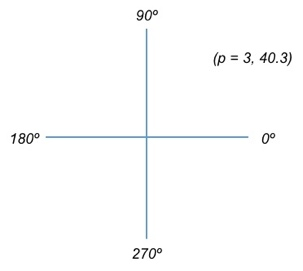 90º
(p = 3, 40.3)
180º
0º
270º